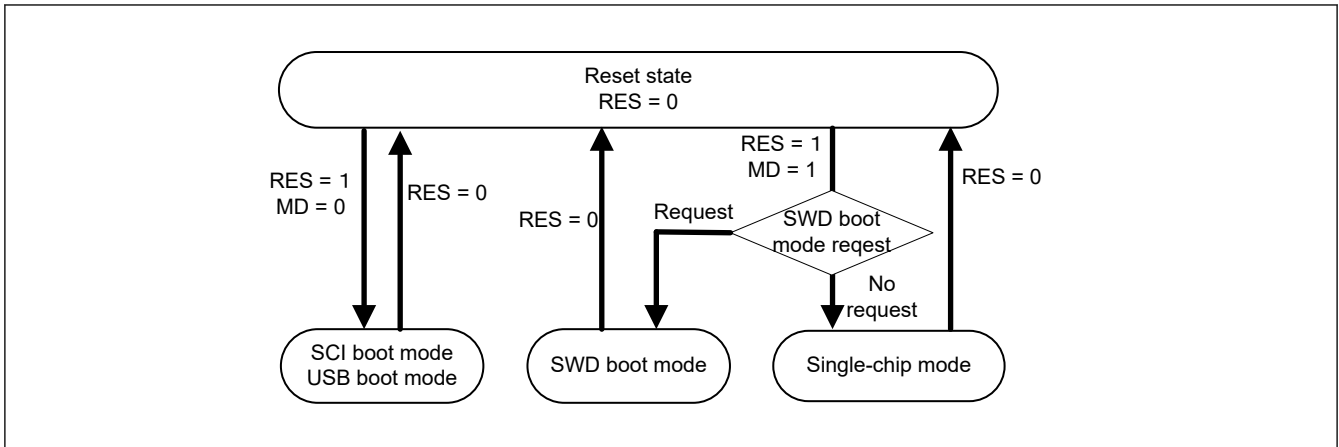 Reset state
RES = 0
RES = 1
MD = 0
RES = 0
RES = 0
Request
RES = 1
MD = 1
SWD boot
mode reqest
No
request
RES = 0
SCI boot mode
USB boot mode
SWD boot mode
Single-chip mode